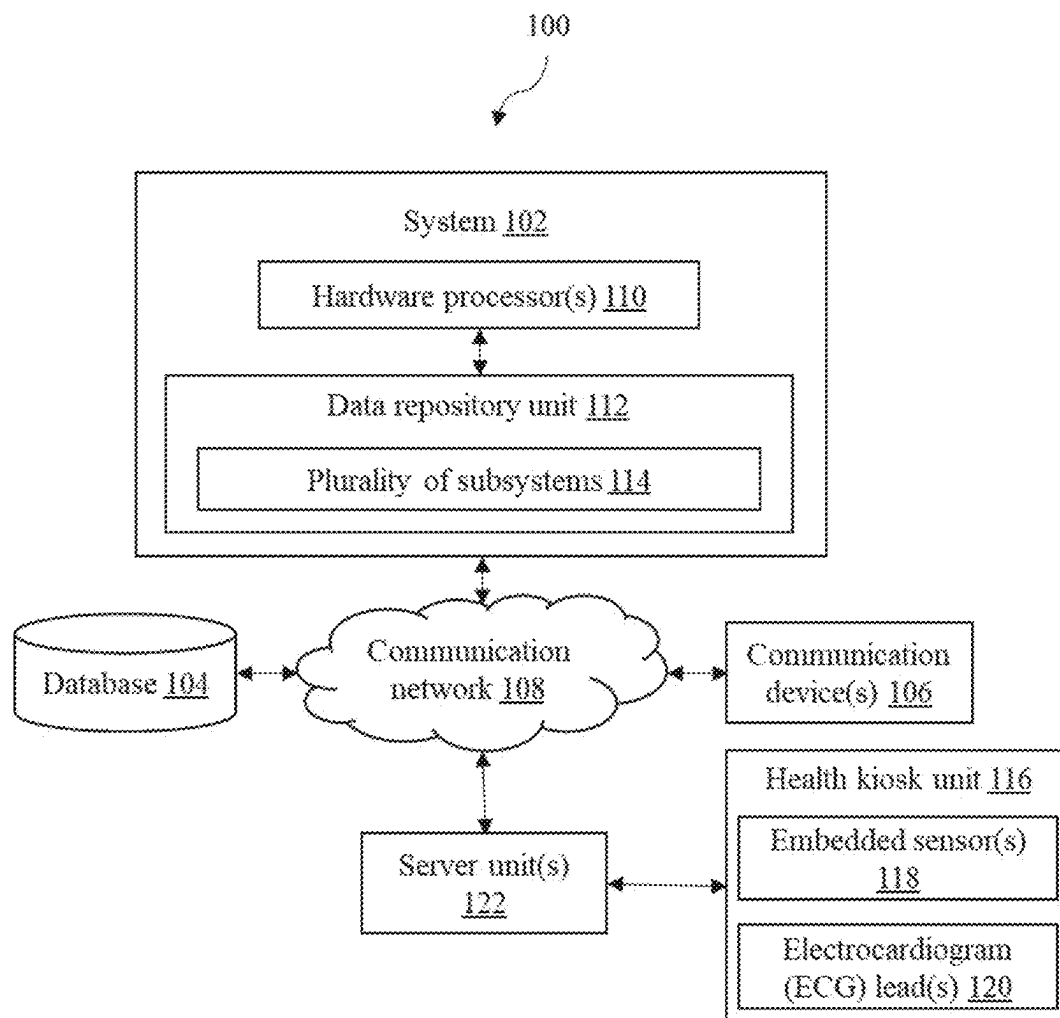 100
System 102
Hardware processor(s) 110
Data repository unit 112
Plurality of subsystems 114
Database 104
Communication
network 108
Communication
device(s) 106
Health kiosk unit 116
Embedded sensor(s)
118
Electrocardiogram
(ECG) lead(s) 120
Server unit(s)
122